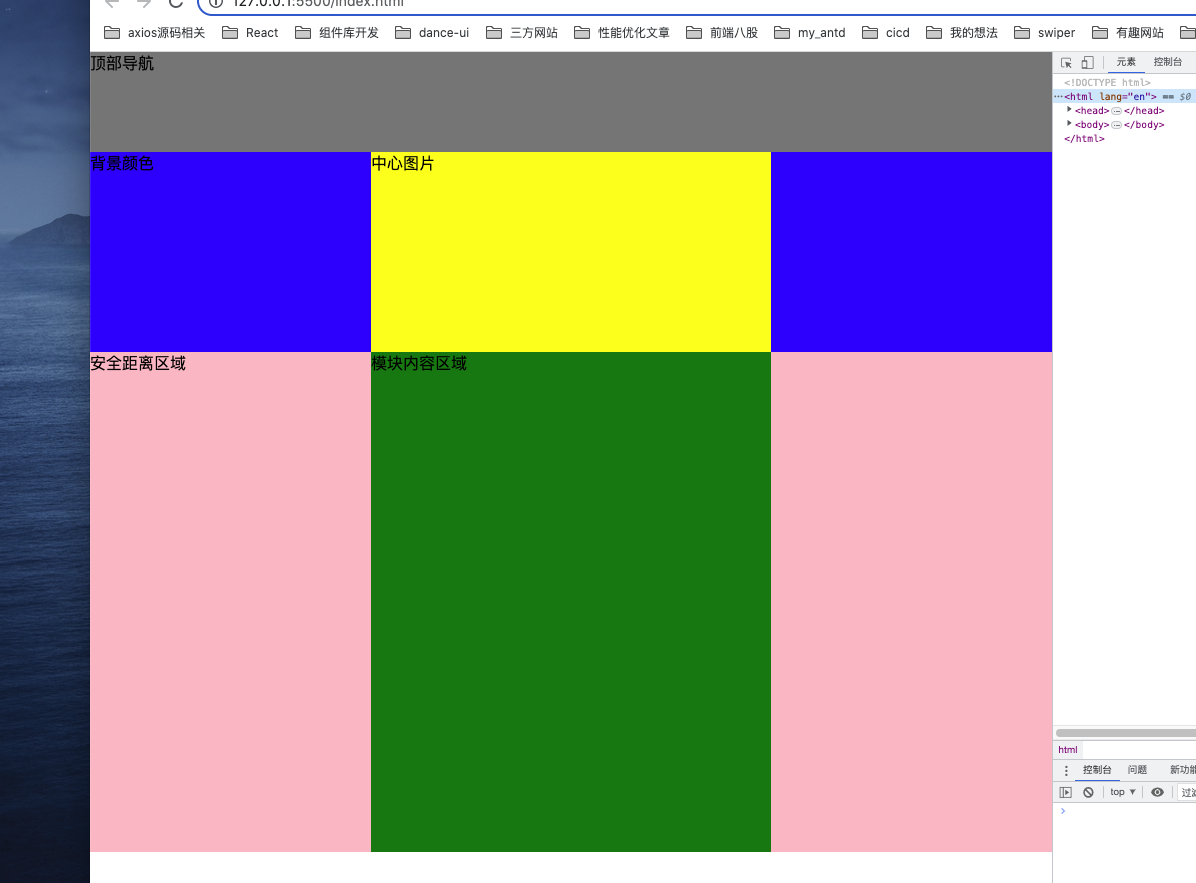 127.0.0.1:5500/index.html
axios源码相关 React 组件库开发 dance-ui 三方网站 性能优化文章 前端八股 my_antd cicd 我的想法 swiper 有趣网站
顶部导航
元素 控制台
<!DOCTYPE html>
<html lang="en"> == $0
<head> </head>
<body> </body>
</html>
背景颜色 中心图片
安全距离区域 模块内容区域
html
控制台 问题 新功能
top
过滤